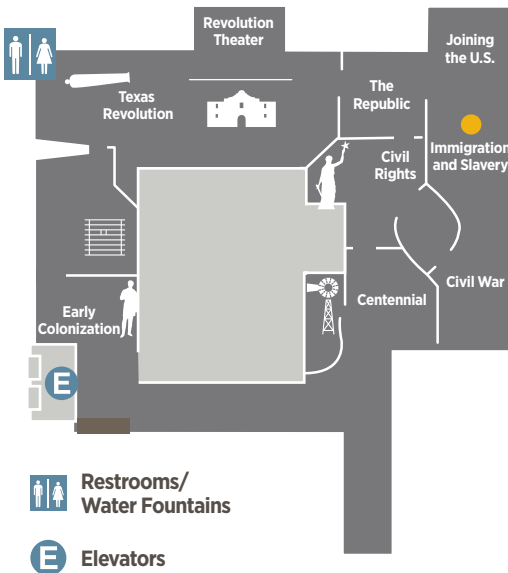 Revolution
Theater
Joining
the U.S.
The
Republic
Texas
Revolution
Immigration
and Slavery
Civil
Rights
Civil War
Centennial
Early
Colonization
E
Restrooms/
Water Fountains
E
Elevators